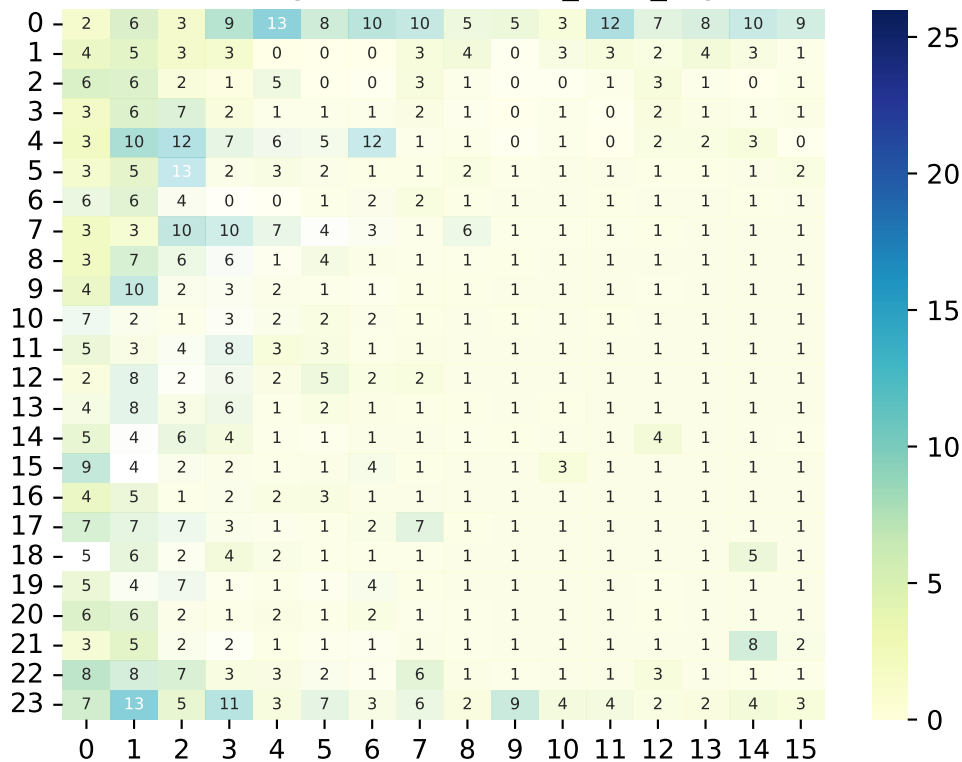 0 2 6 3 9 13 8 10 10 5 5 3 12 7 8 10 9
1 4 5 3 3 0 0 0 3 4 0 3 3 2 4 3 1
2 6 6 2 1 5 0 0 3 1 0 0 1 3 1 0 1
3 3 6 7 2 1 1 1 2 1 0 1 0 2 1 1 1
4 3 10 12 7 6 5 12 1 1 0 1 0 2 2 3 0
5 3 5 13 2 3 2 1 1 2 1 1 1 1 1 1 2
6 6 6 4 0 0 1 2 2 1 1 1 1 1 1 1 1
7 3 3 10 10 7 4 3 1 6 1 1 1 1 1 1 1
8 3 7 6 6 1 4 1 1 1 1 1 1 1 1 1 1
9 4 10 2 3 2 1 1 1 1 1 1 1 1 1 1 1
10 7 2 1 3 2 2 2 1 1 1 1 1 1 1 1 1
11 5 3 4 8 3 3 1 1 1 1 1 1 1 1 1 1
12 2 8 2 6 2 5 2 2 1 1 1 1 1 1 1 1
13 4 8 3 6 1 2 1 1 1 1 1 1 1 1 1 1
14 5 4 6 4 1 1 1 1 1 1 1 1 4 1 1 1
15 9 4 2 2 1 1 4 1 1 1 3 1 1 1 1 1
16 4 5 1 2 2 3 1 1 1 1 1 1 1 1 1 1
17 7 7 7 3 1 1 2 7 1 1 1 1 1 1 1 1
18 5 6 2 4 2 1 1 1 1 1 1 1 1 1 5 1
19 5 4 7 1 1 1 4 1 1 1 1 1 1 1 1 1
20 6 6 2 1 2 1 2 1 1 1 1 1 1 1 1 1
21 3 5 2 2 1 1 1 1 1 1 1 1 1 1 8 2
22 8 8 7 3 3 2 1 6 1 1 1 1 3 1 1 1
23 7 13 5 11 3 7 3 6 2 9 4 4 2 2 4 3
0 1 2 3 4 5 6 7 8 9 10 11 12 13 14 15
25
20
15
10
5
0